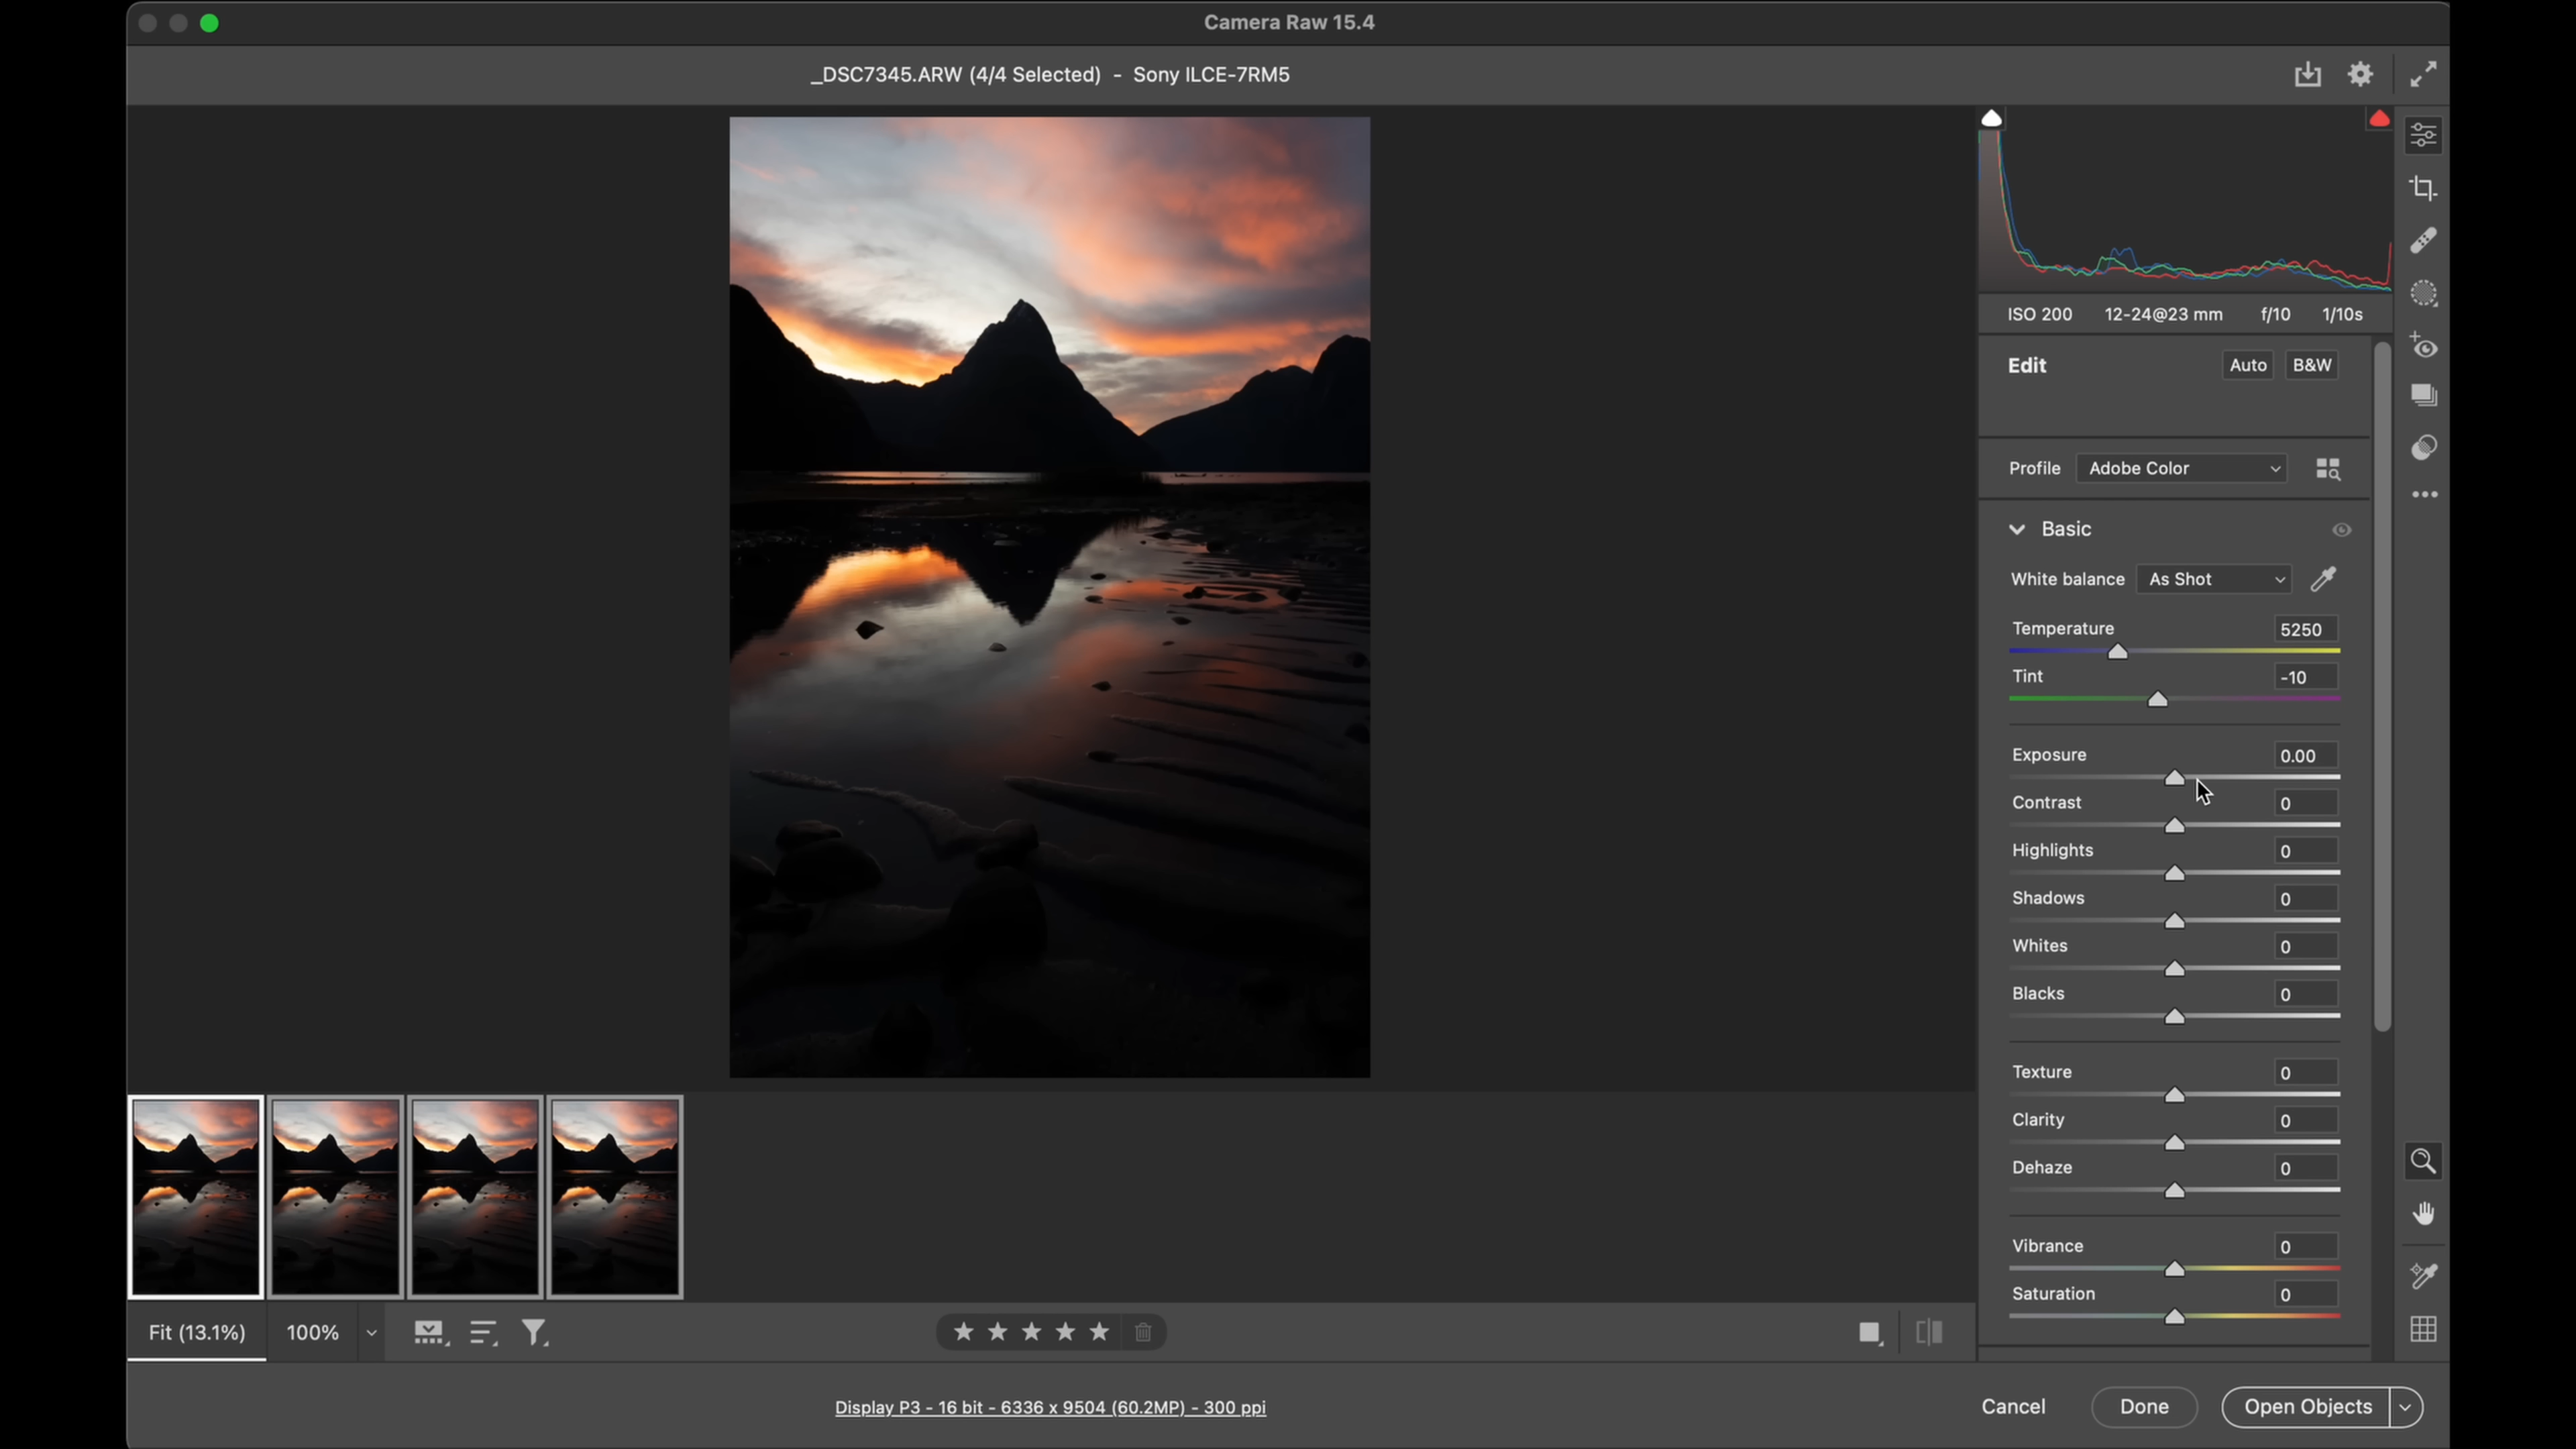 Camera Raw 15.4
_DSC7345.ARW (4/4 Selected) - Sony ILCE-7RM5
ISO 200 12-24@23 mm f/10 1/10s
Edit Auto B&W
Profile Adobe Color
Basic
White balance As Shot
Temperature 5250
Tint -10
Exposure 0.00
Contrast 0
Highlights 0
Shadows 0
Whites 0
Blacks 0
Texture 0
Clarity 0
Dehaze 0
Vibrance 0
Saturation 0
Fit (13.1%) 100%
Display P3 - 16 bit - 6336 x 9504 (60.2MP) - 300 ppi
Cancel Done Open Objects